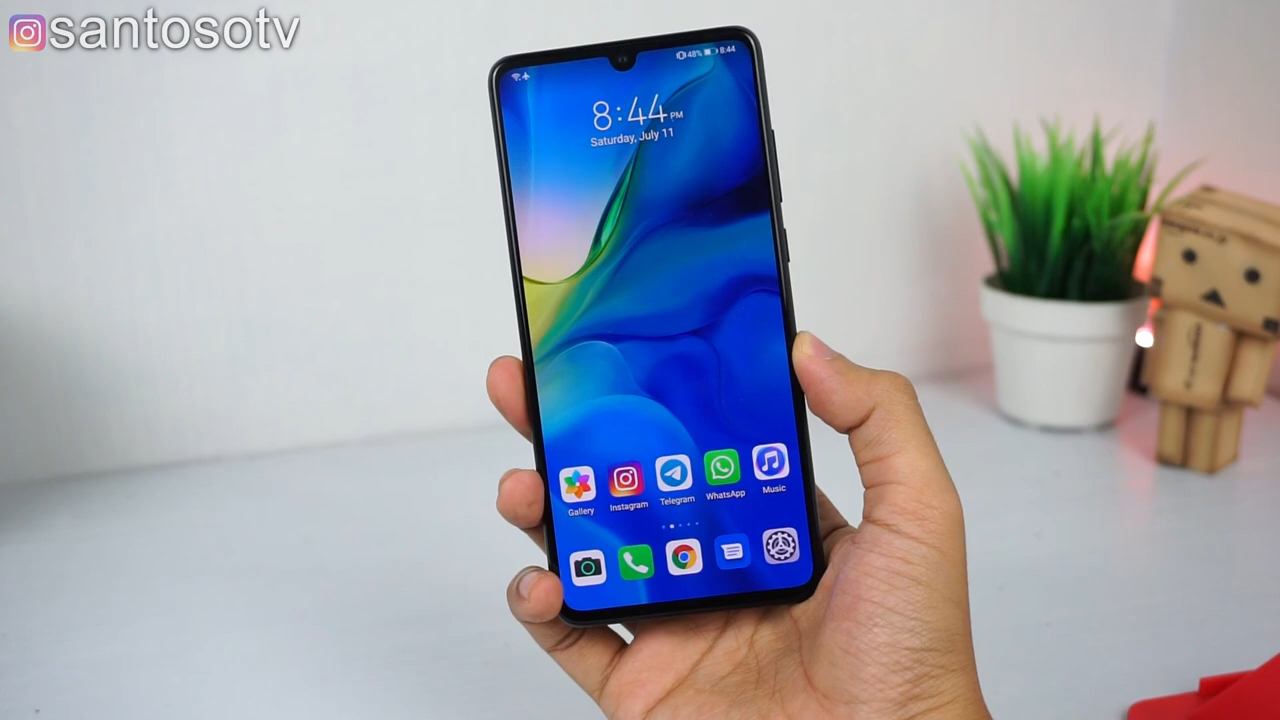 santosotv
48% 8:44
8:44 PM
Saturday, July 11
Gallery Instagram Telegram WhatsApp Music